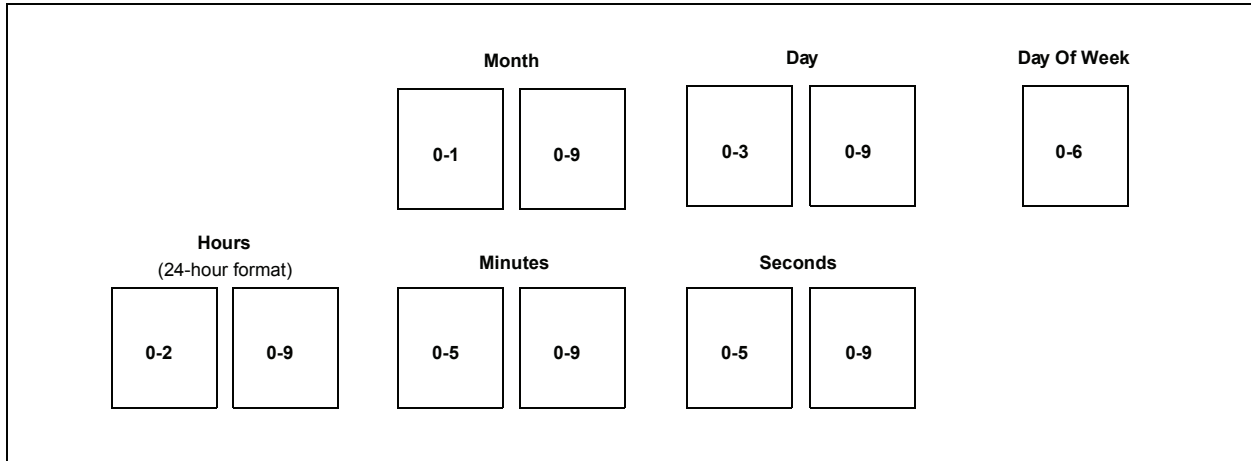 Month Day Day Of Week
0-1 0-9 0-3 0-9 0-6
Hours
(24-hour format) Minutes Seconds
0-2 0-9 0-5 0-9 0-5 0-9